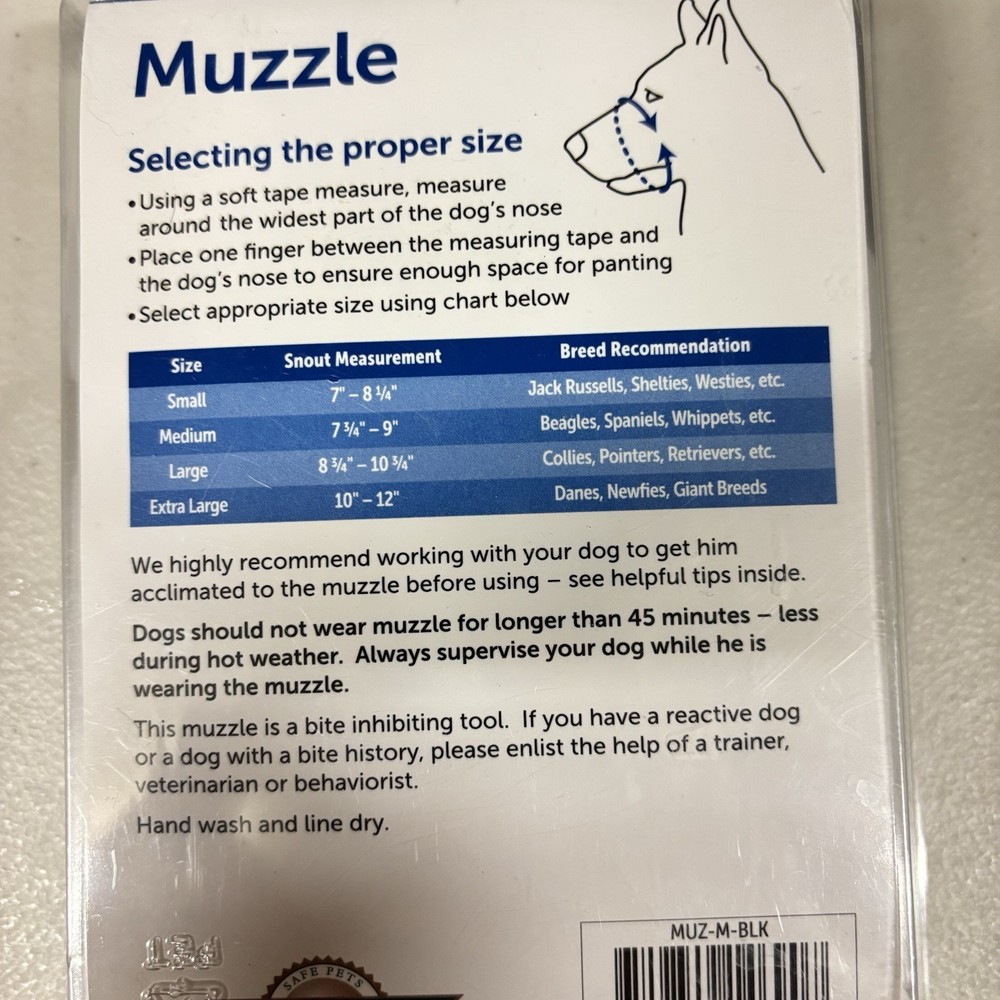 Muzzle
Selecting the proper size
•Using a soft tape measure, measure
around the widest part of the dog's nose
•Place one finger between the measuring tape and
the dog's nose to ensure enough space for panting
•Select appropriate size using chart below
Size Snout Measurement Breed Recommendation
Small 7" – 8 ¼" Jack Russells, Shelties, Westies, etc.
Medium 7 ¾" – 9" Beagles, Spaniels, Whippets, etc.
Large 8 ¾" – 10 ¾" Collies, Pointers, Retrievers, etc.
Extra Large 10" – 12" Danes, Newfies, Giant Breeds
We highly recommend working with your dog to get him
acclimated to the muzzle before using – see helpful tips inside.
Dogs should not wear muzzle for longer than 45 minutes – less
during hot weather. Always supervise your dog while he is
wearing the muzzle.
This muzzle is a bite inhibiting tool. If you have a reactive dog
or a dog with a bite history, please enlist the help of a trainer,
veterinarian or behaviorist.
Hand wash and line dry.
SAFE PETS
MUZ-M-BLK